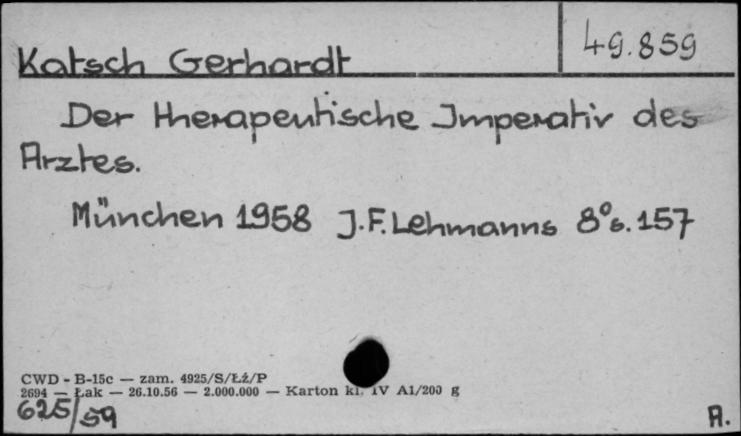 Katsch Gerhardt 49.859
Der therapeutische Imperativ des
Arztes.
München 1958 J.F. Lehmanns 8° s. 157
CWD - B-15c — zam. 4925/S/Łź/P
2694 — Łak — 26.10.56 — 2.000.000 — Karton kl. IV A1/200 g
625/59
A.